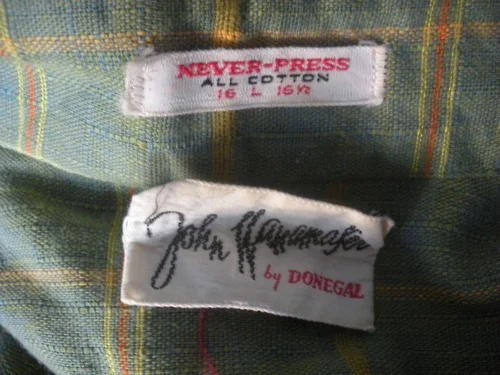 NEVER-PRESS
ALL COTTON
16 L 16½
John Wanamaker
by DONEGAL